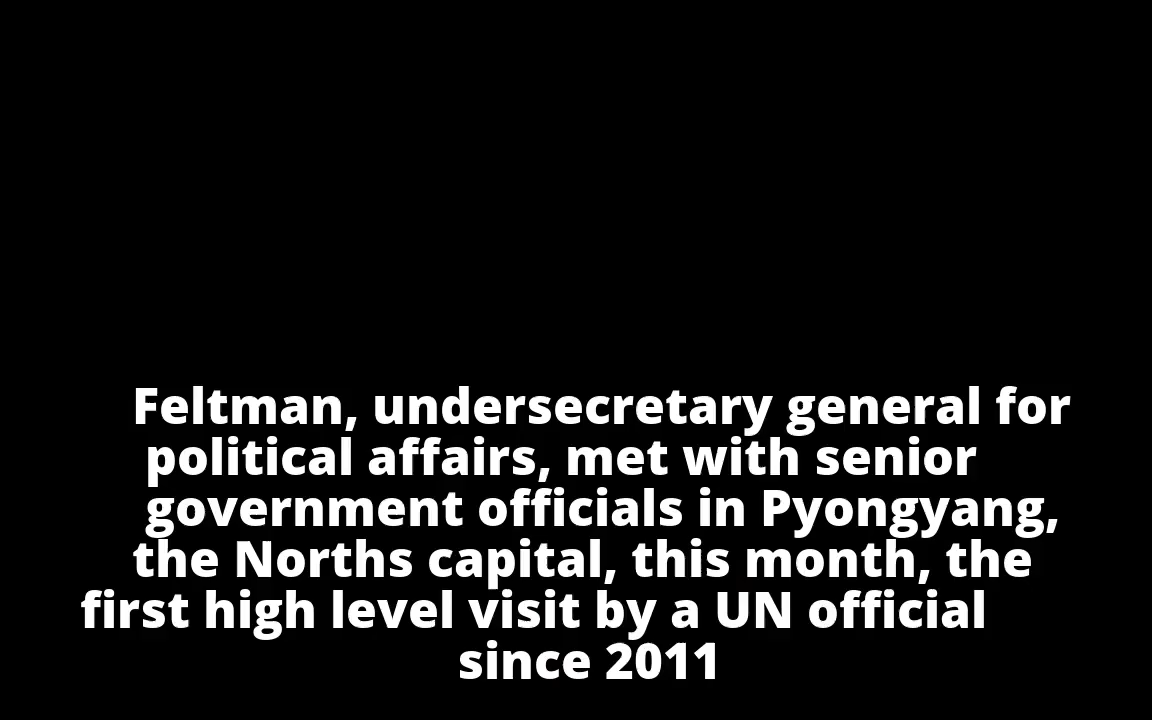 Feltman, undersecretary general for
political affairs, met with senior
government officials in Pyongyang,
the Norths capital, this month, the
first high level visit by a UN official
since 2011